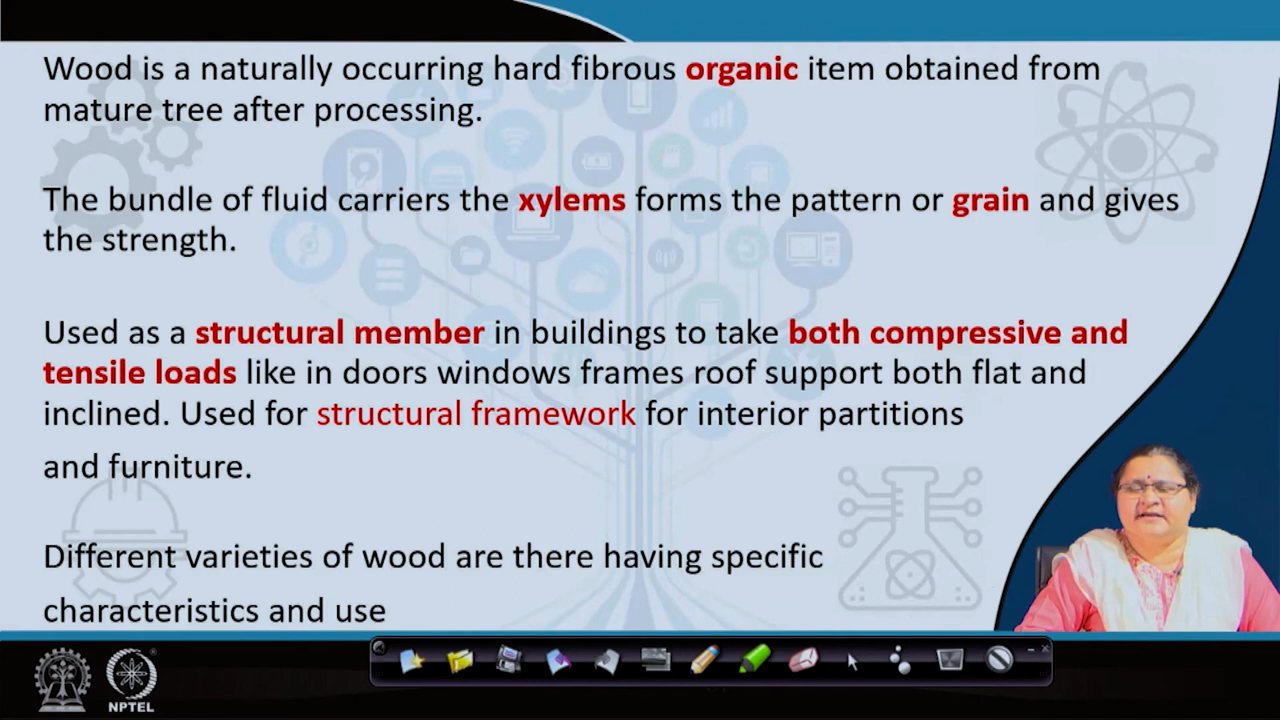 Wood is a naturally occurring hard fibrous organic item obtained from
mature tree after processing.
The bundle of fluid carriers the xylems forms the pattern or grain and gives
the strength.
Used as a structural member in buildings to take both compressive and
tensile loads like in doors windows frames roof support both flat and
inclined. Used for structural framework for interior partitions
and furniture.
Different varieties of wood are there having specific
characteristics and use
NPTEL